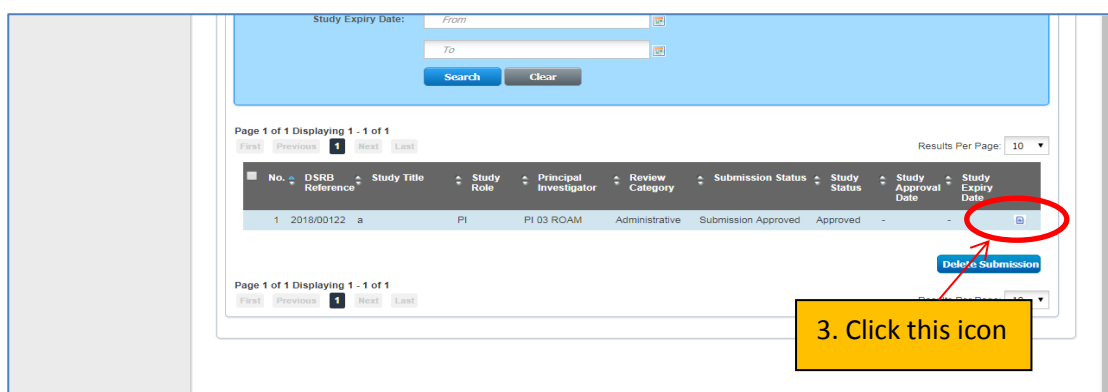 Study Expiry Date: From
To
Search Clear
Page 1 of 1 Displaying 1 - 1 of 1
First Previous 1 Next Last Results Per Page: 10
No. DSRB Reference Study Title Study Role Principal Investigator Review Category Submission Status Study Status Study Approval Date Study Expiry Date
1 2018/00122 a PI PI 03 ROAM Administrative Submission Approved Approved - -
Delete Submission
Page 1 of 1 Displaying 1 - 1 of 1
First Previous 1 Next Last Results Per Page: 10
3. Click this icon